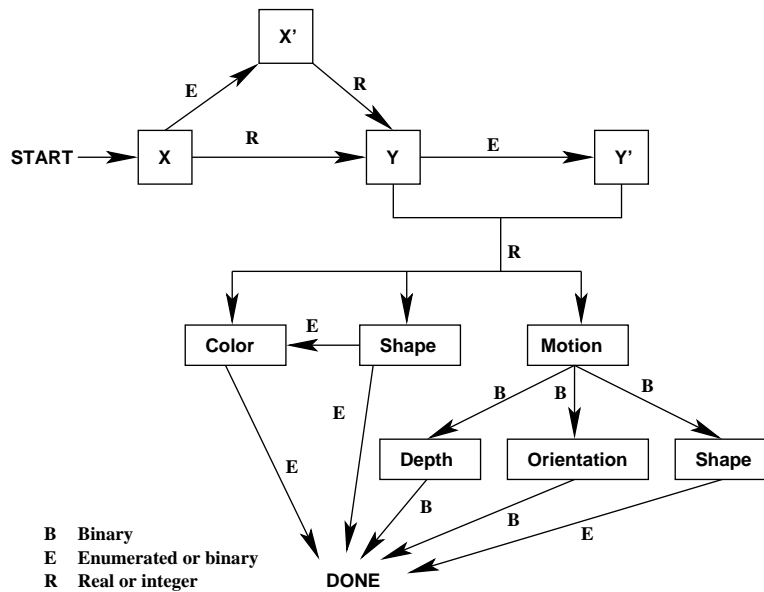 X'
E
R
START
X
R
Y
E
Y'
R
Color
E
Shape
Motion
B
B
B
E
E
Depth
Orientation
Shape
B
B
E
B Binary
E Enumerated or binary
R Real or integer
DONE